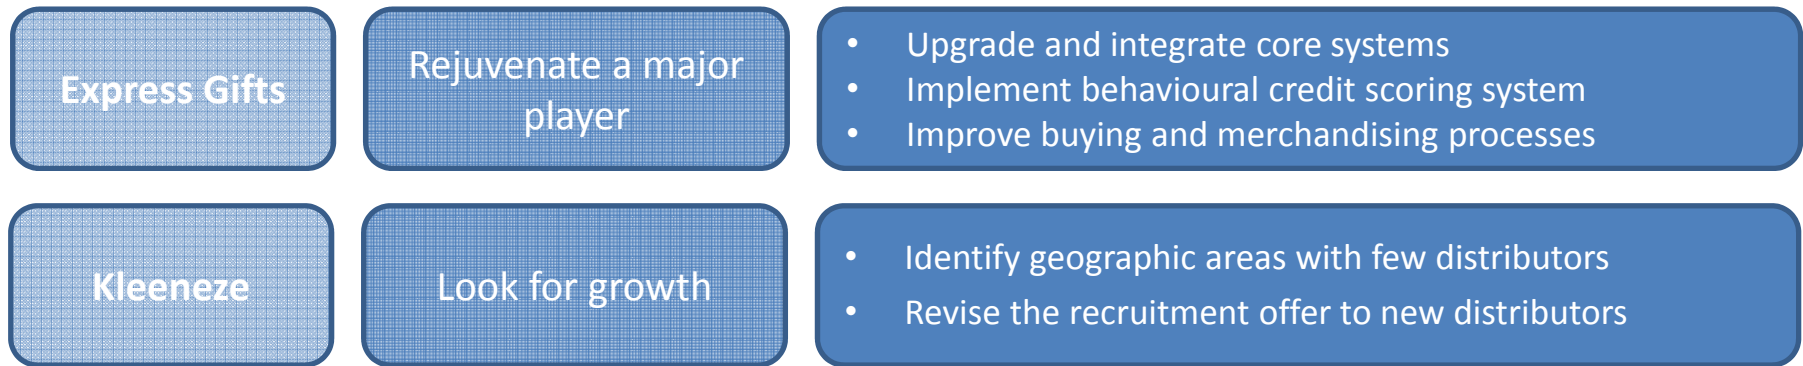 Express Gifts
Rejuvenate a major
player
• Upgrade and integrate core systems
• Implement behavioural credit scoring system
• Improve buying and merchandising processes
Kleeneze
Look for growth
• Identify geographic areas with few distributors
• Revise the recruitment offer to new distributors